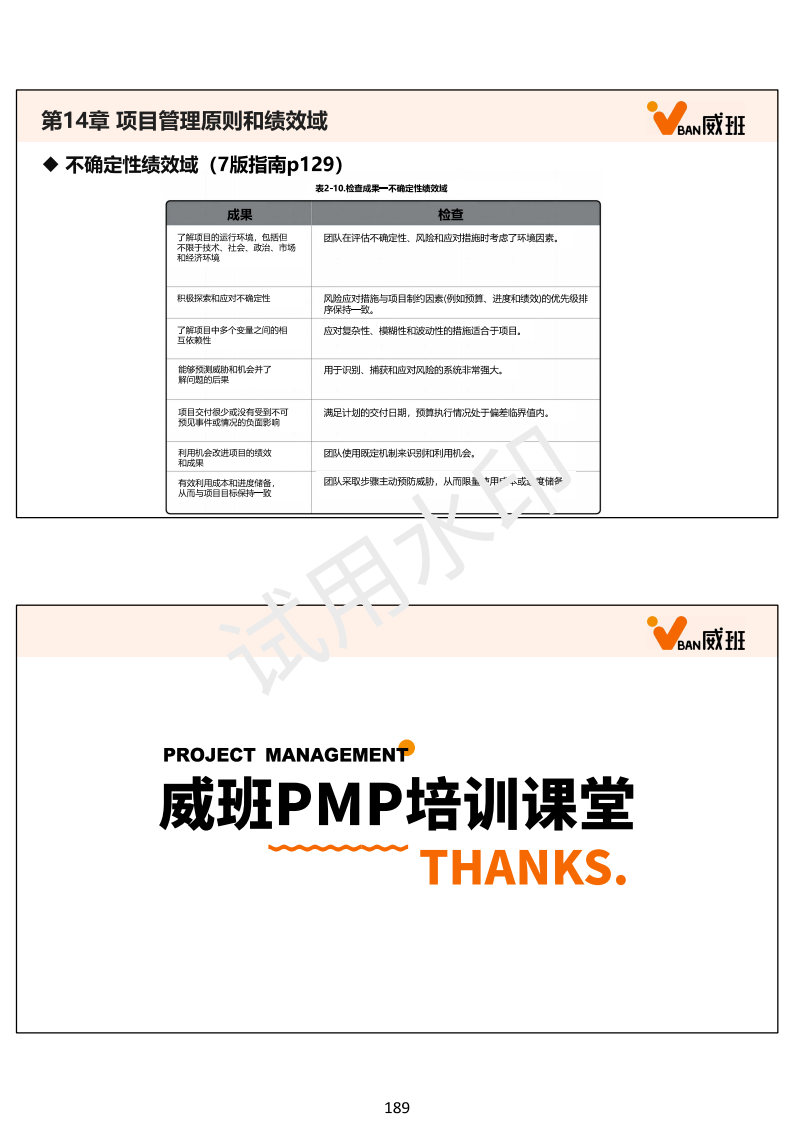 第14章 项目管理原则和绩效域
BAN威班
◆ 不确定性绩效域（7版指南p129）
表2-10.检查成果—不确定性绩效域
成果
检查
了解项目的运行环境，包括但
不限于技术、社会、政治、市场
和经济环境
团队在评估不确定性、风险和应对措施时考虑了环境因素。
积极探索和应对不确定性
风险应对措施与项目制约因素(例如预算、进度和绩效)的优先级排
序保持一致。
了解项目中多个变量之间的相
互依赖性
应对复杂性、模糊性和波动性的措施适合于项目。
能够预测威胁和机会并了
解问题的后果
用于识别、捕获和应对风险的系统非常强大。
项目交付很少或没有受到不可
预见事件或情况的负面影响
满足计划的交付日期，预算执行情况处于偏差临界值内。
利用机会改进项目的绩效
和成果
团队使用既定机制来识别和利用机会。
有效利用成本和进度储备，
从而与项目目标保持一致
团队采取步骤主动预防威胁，从而限量使用成本或进度储备
试用水印
BAN威班
PROJECT MANAGEMENT
威班PMP培训课堂
THANKS.
189